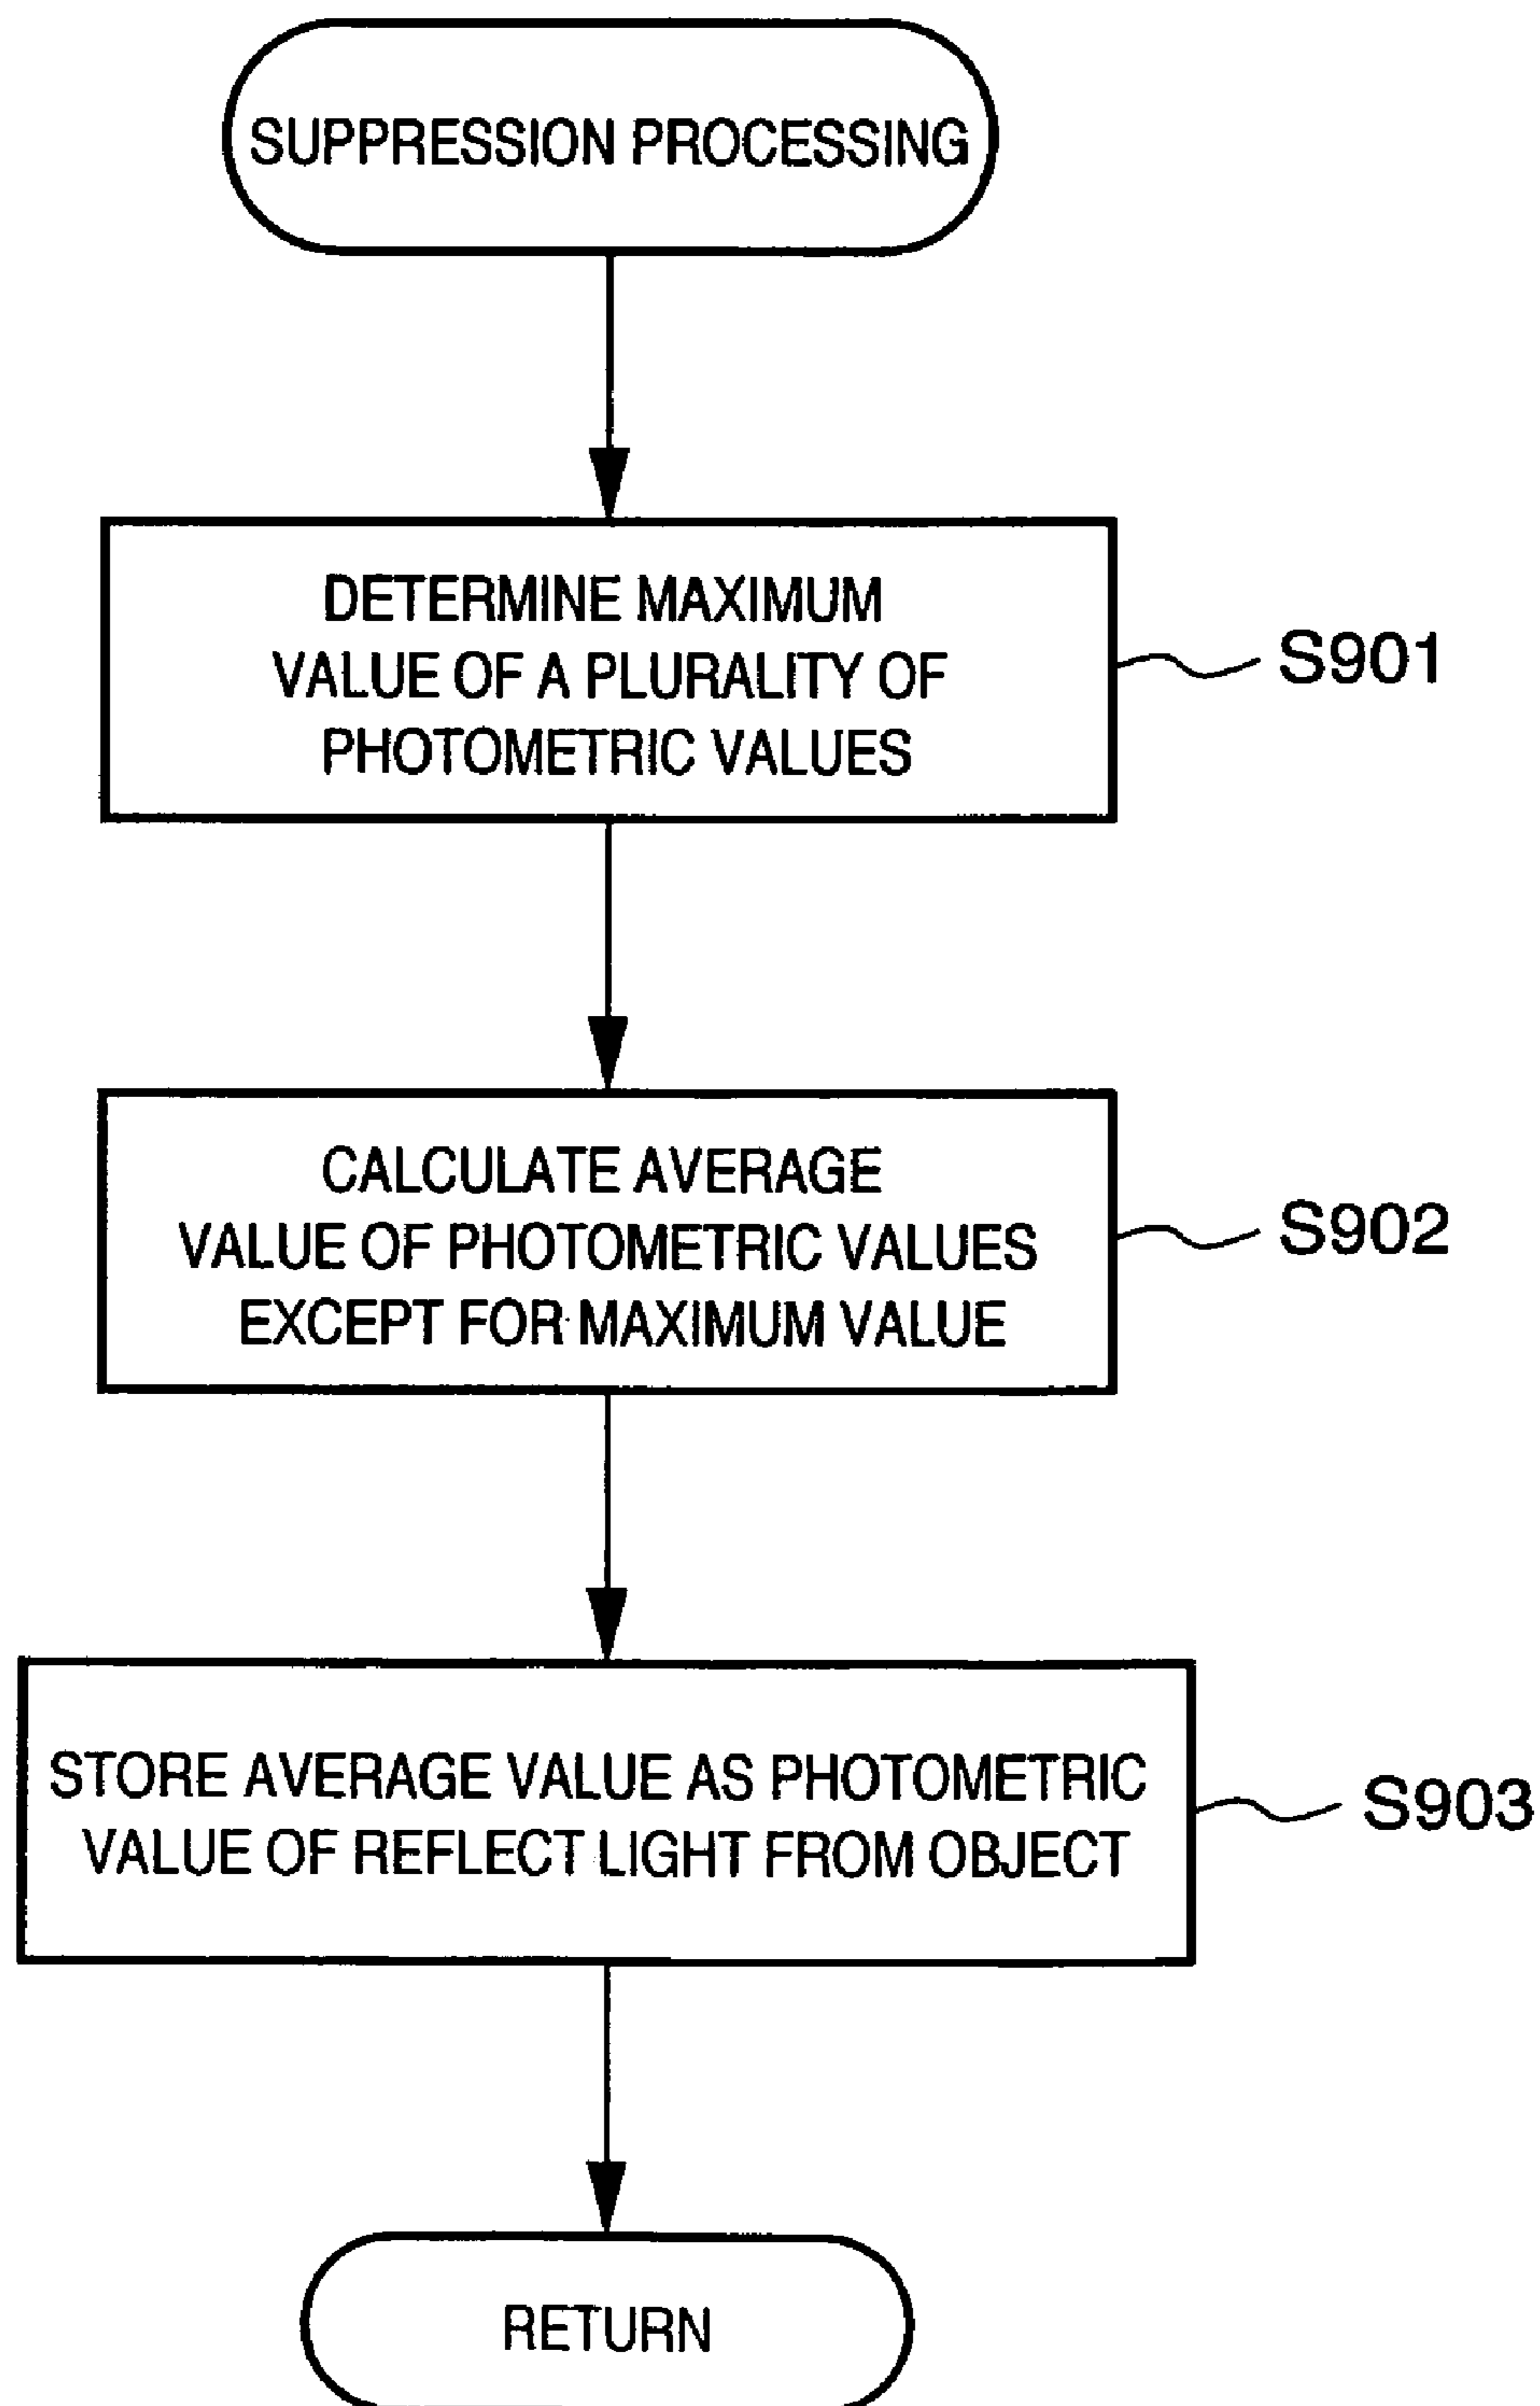 SUPPRESSION PROCESSING
DETERMINE MAXIMUM
VALUE OF A PLURALITY OF
PHOTOMETRIC VALUES
S901
CALCULATE AVERAGE
VALUE OF PHOTOMETRIC VALUES
EXCEPT FOR MAXIMUM VALUE
S902
STORE AVERAGE VALUE AS PHOTOMETRIC
VALUE OF REFLECT LIGHT FROM OBJECT
S903
RETURN